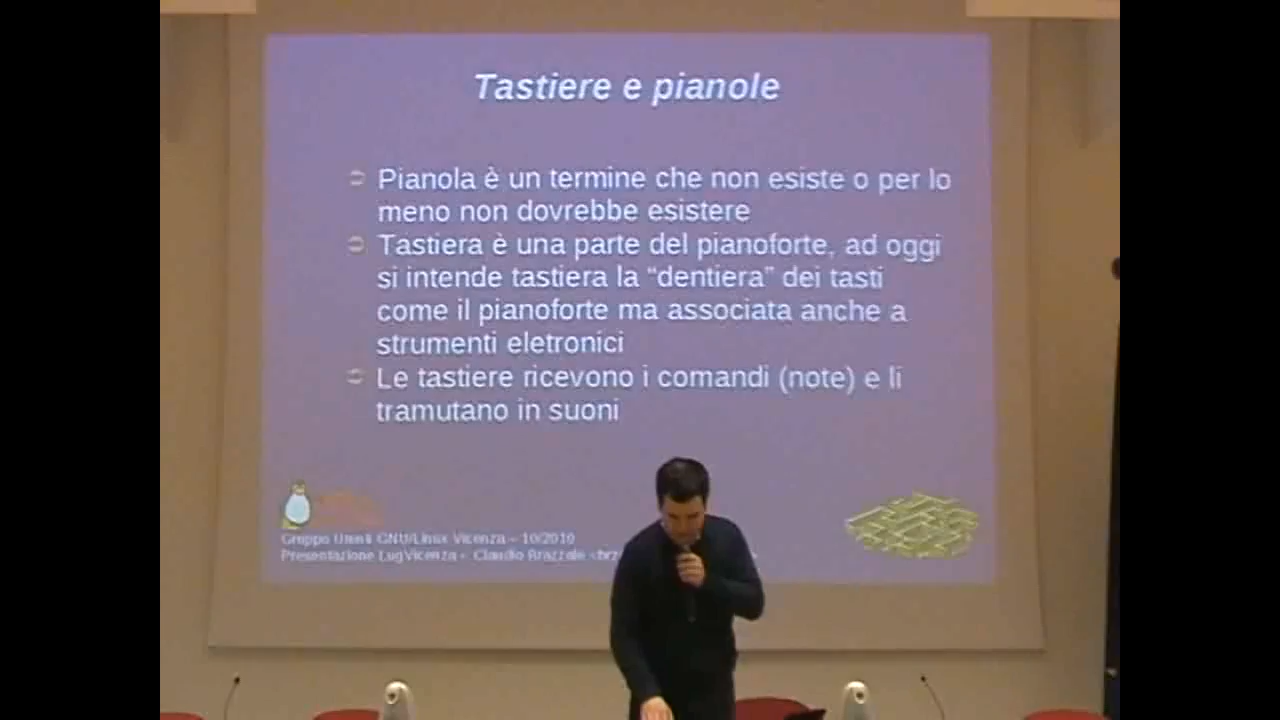 Tastiere e pianole
Pianola è un termine che non esiste o per lo
meno non dovrebbe esistere
Tastiera è una parte del pianoforte, ad oggi
si intende tastiera la “dentiera” dei tasti
come il pianoforte ma associata anche a
strumenti eletronici
Le tastiere ricevono i comandi (note) e li
tramutano in suoni
Gruppo Utenti GNU/Linux Vicenza – 10/2010
Presentazione LugVicenza - Claudio Brazzale